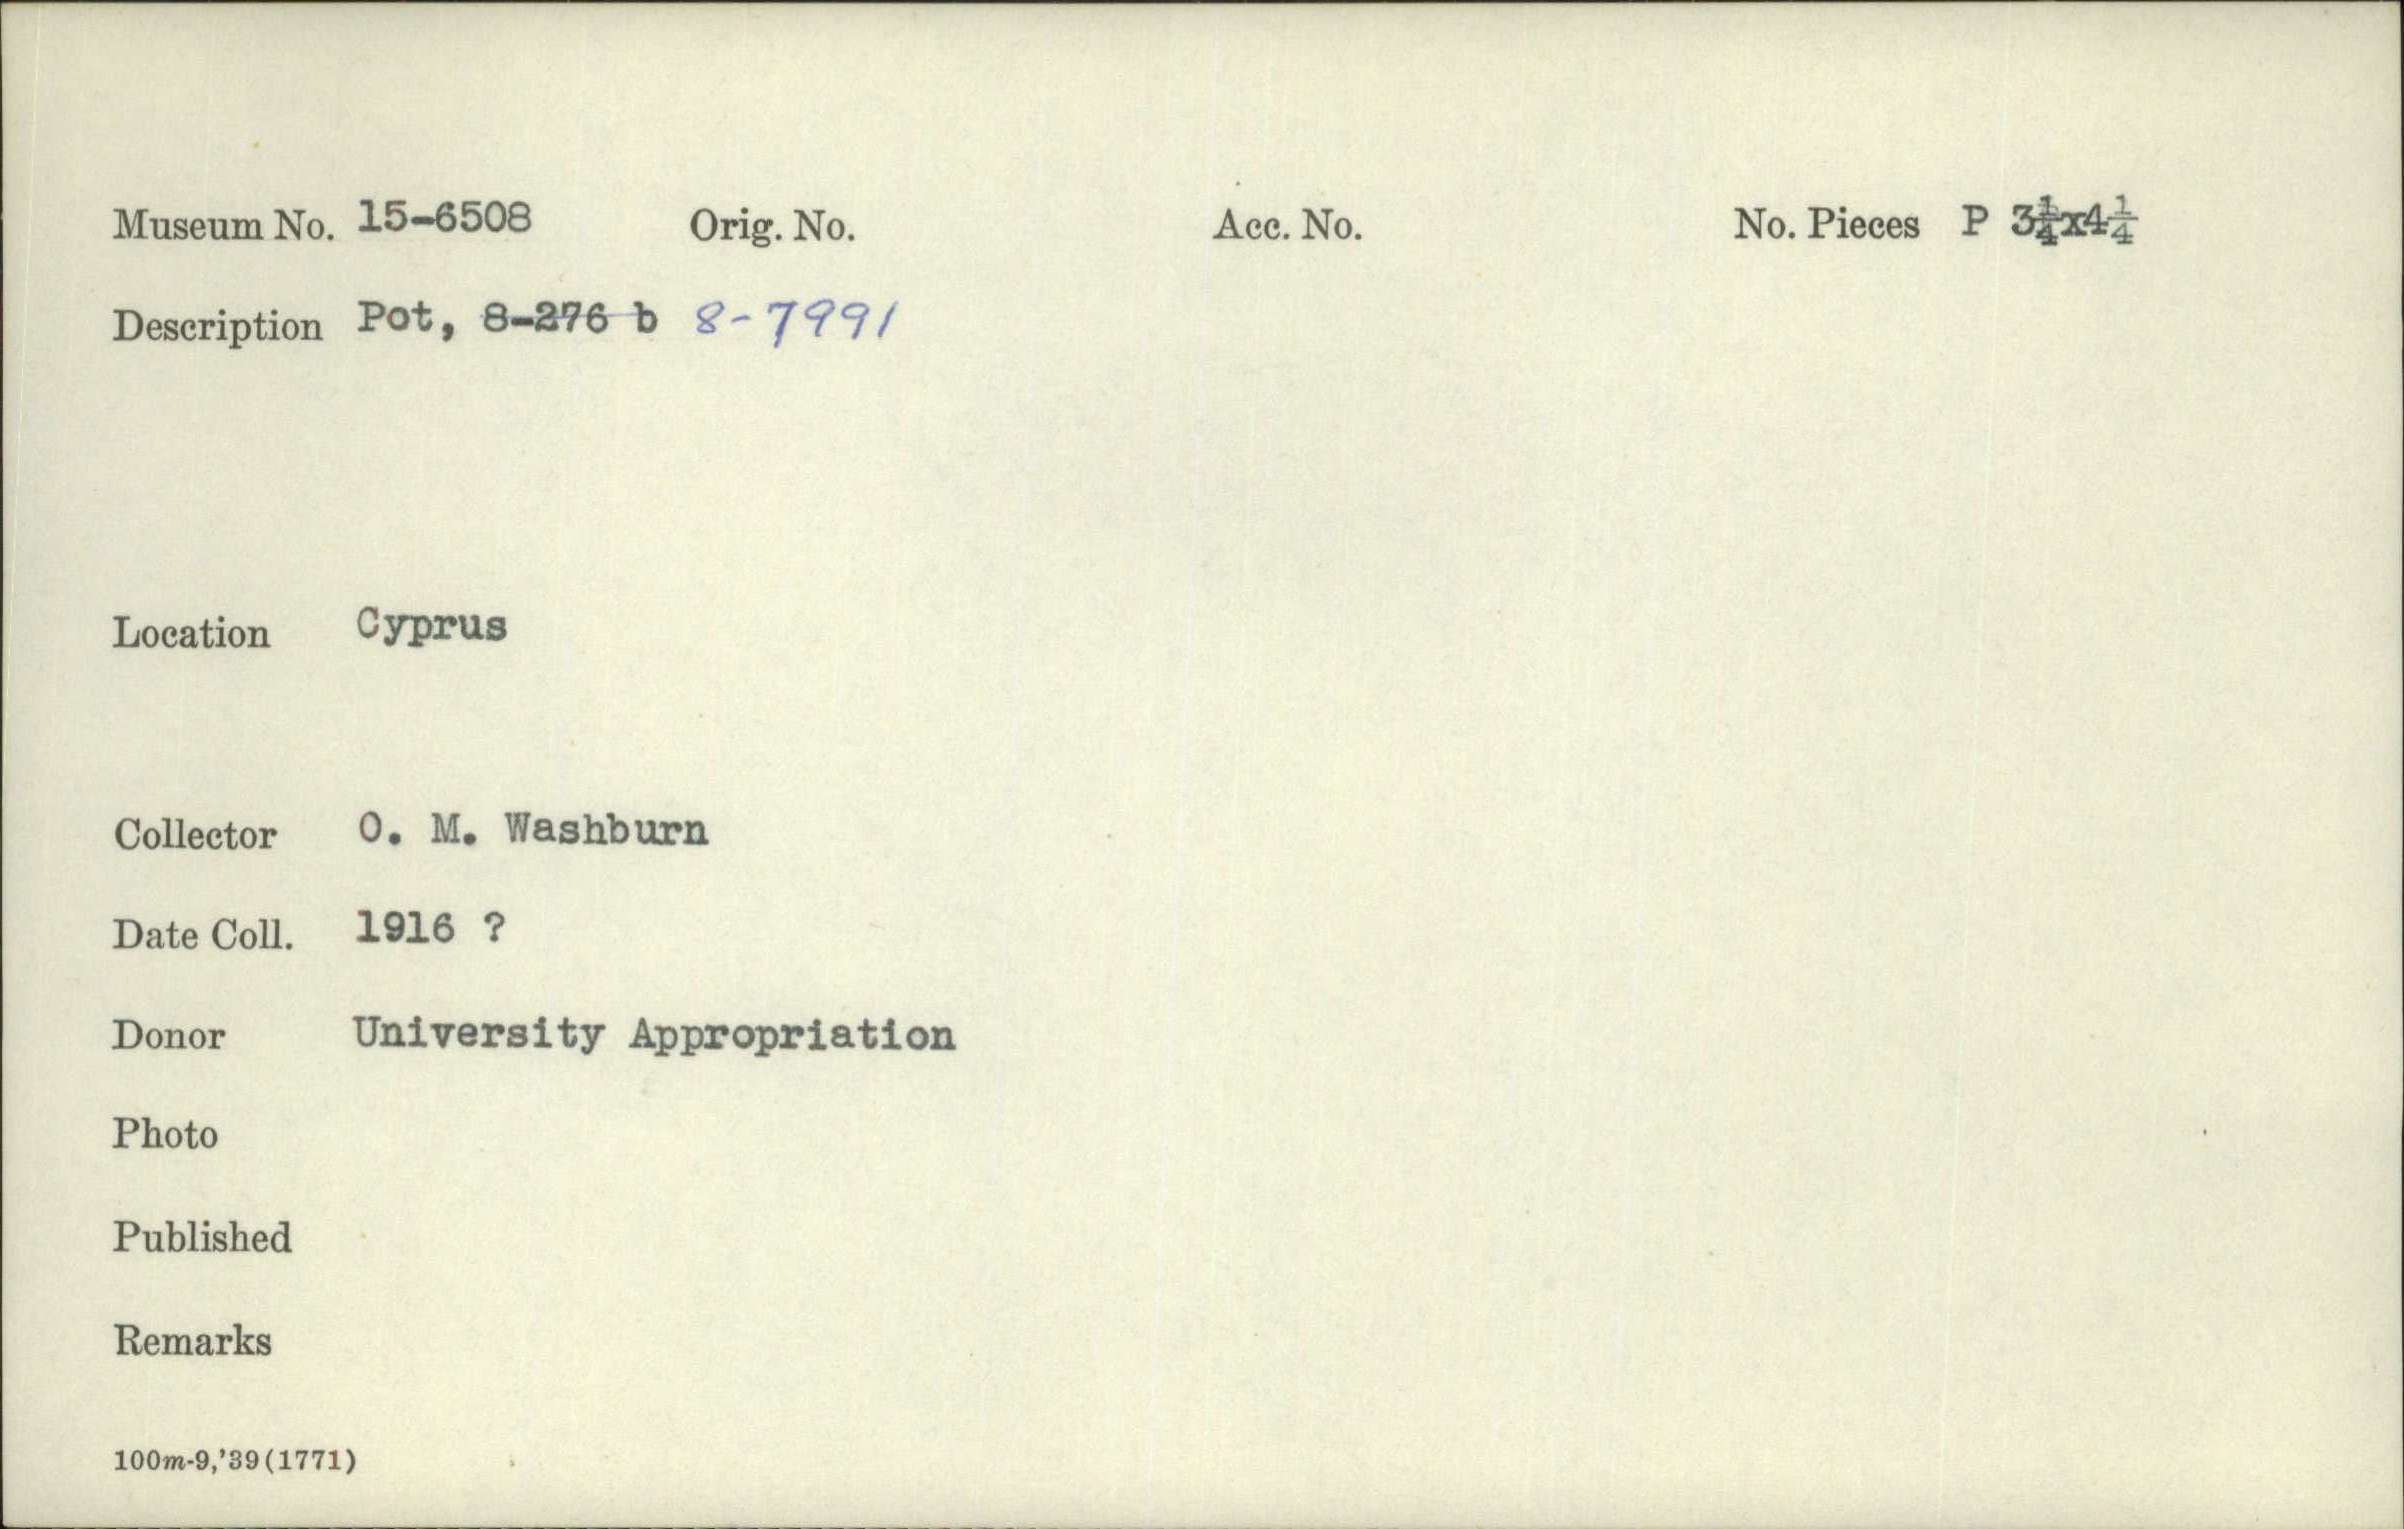 Museum No. 15-6508 Orig. No. Acc. No. No. Pieces P 3¼x4¼
Description Pot, 8-276 b 8-7991
Location Cyprus
Collector O. M. Washburn
Date Coll. 1916 ?
Donor University Appropriation
Photo
Published
Remarks
100m-9,'39(1771)